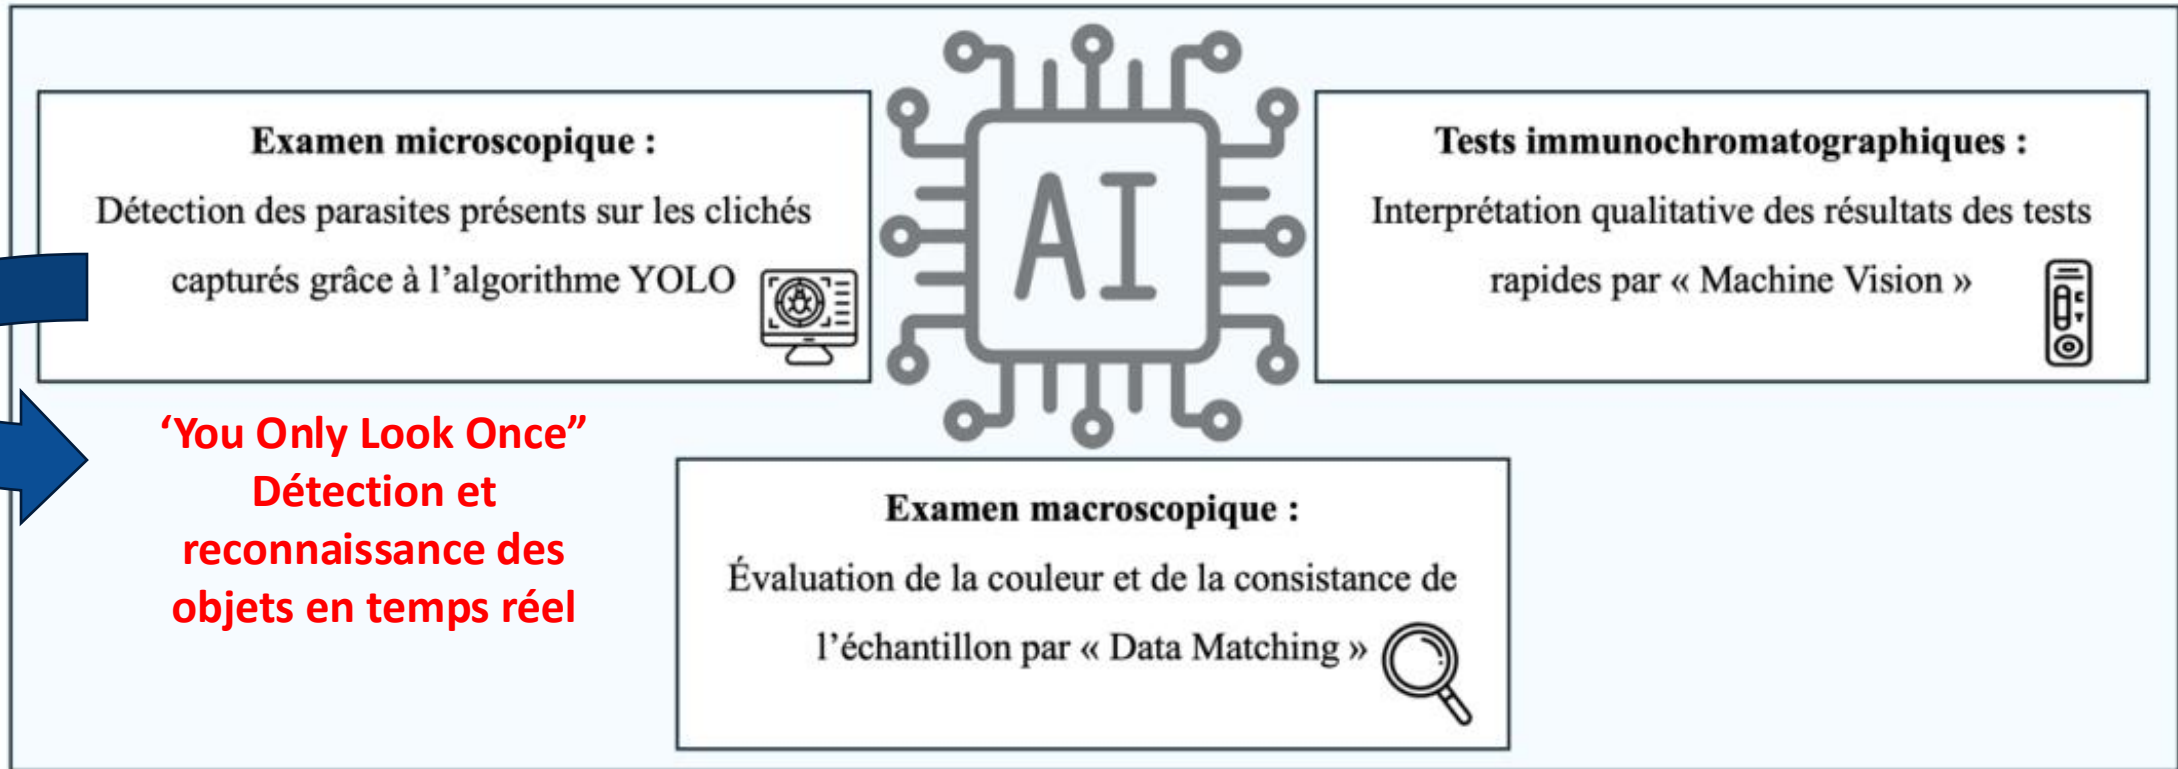 Examen microscopique :
Détection des parasites présents sur les clichés
capturés grâce à l'algorithme YOLO
AI
Tests immunochromatographiques :
Interprétation qualitative des résultats des tests
rapides par « Machine Vision »
C
T
‘You Only Look Once”
Détection et
reconnaissance des
objets en temps réel
Examen macroscopique :
Évaluation de la couleur et de la consistance de
l'échantillon par « Data Matching »